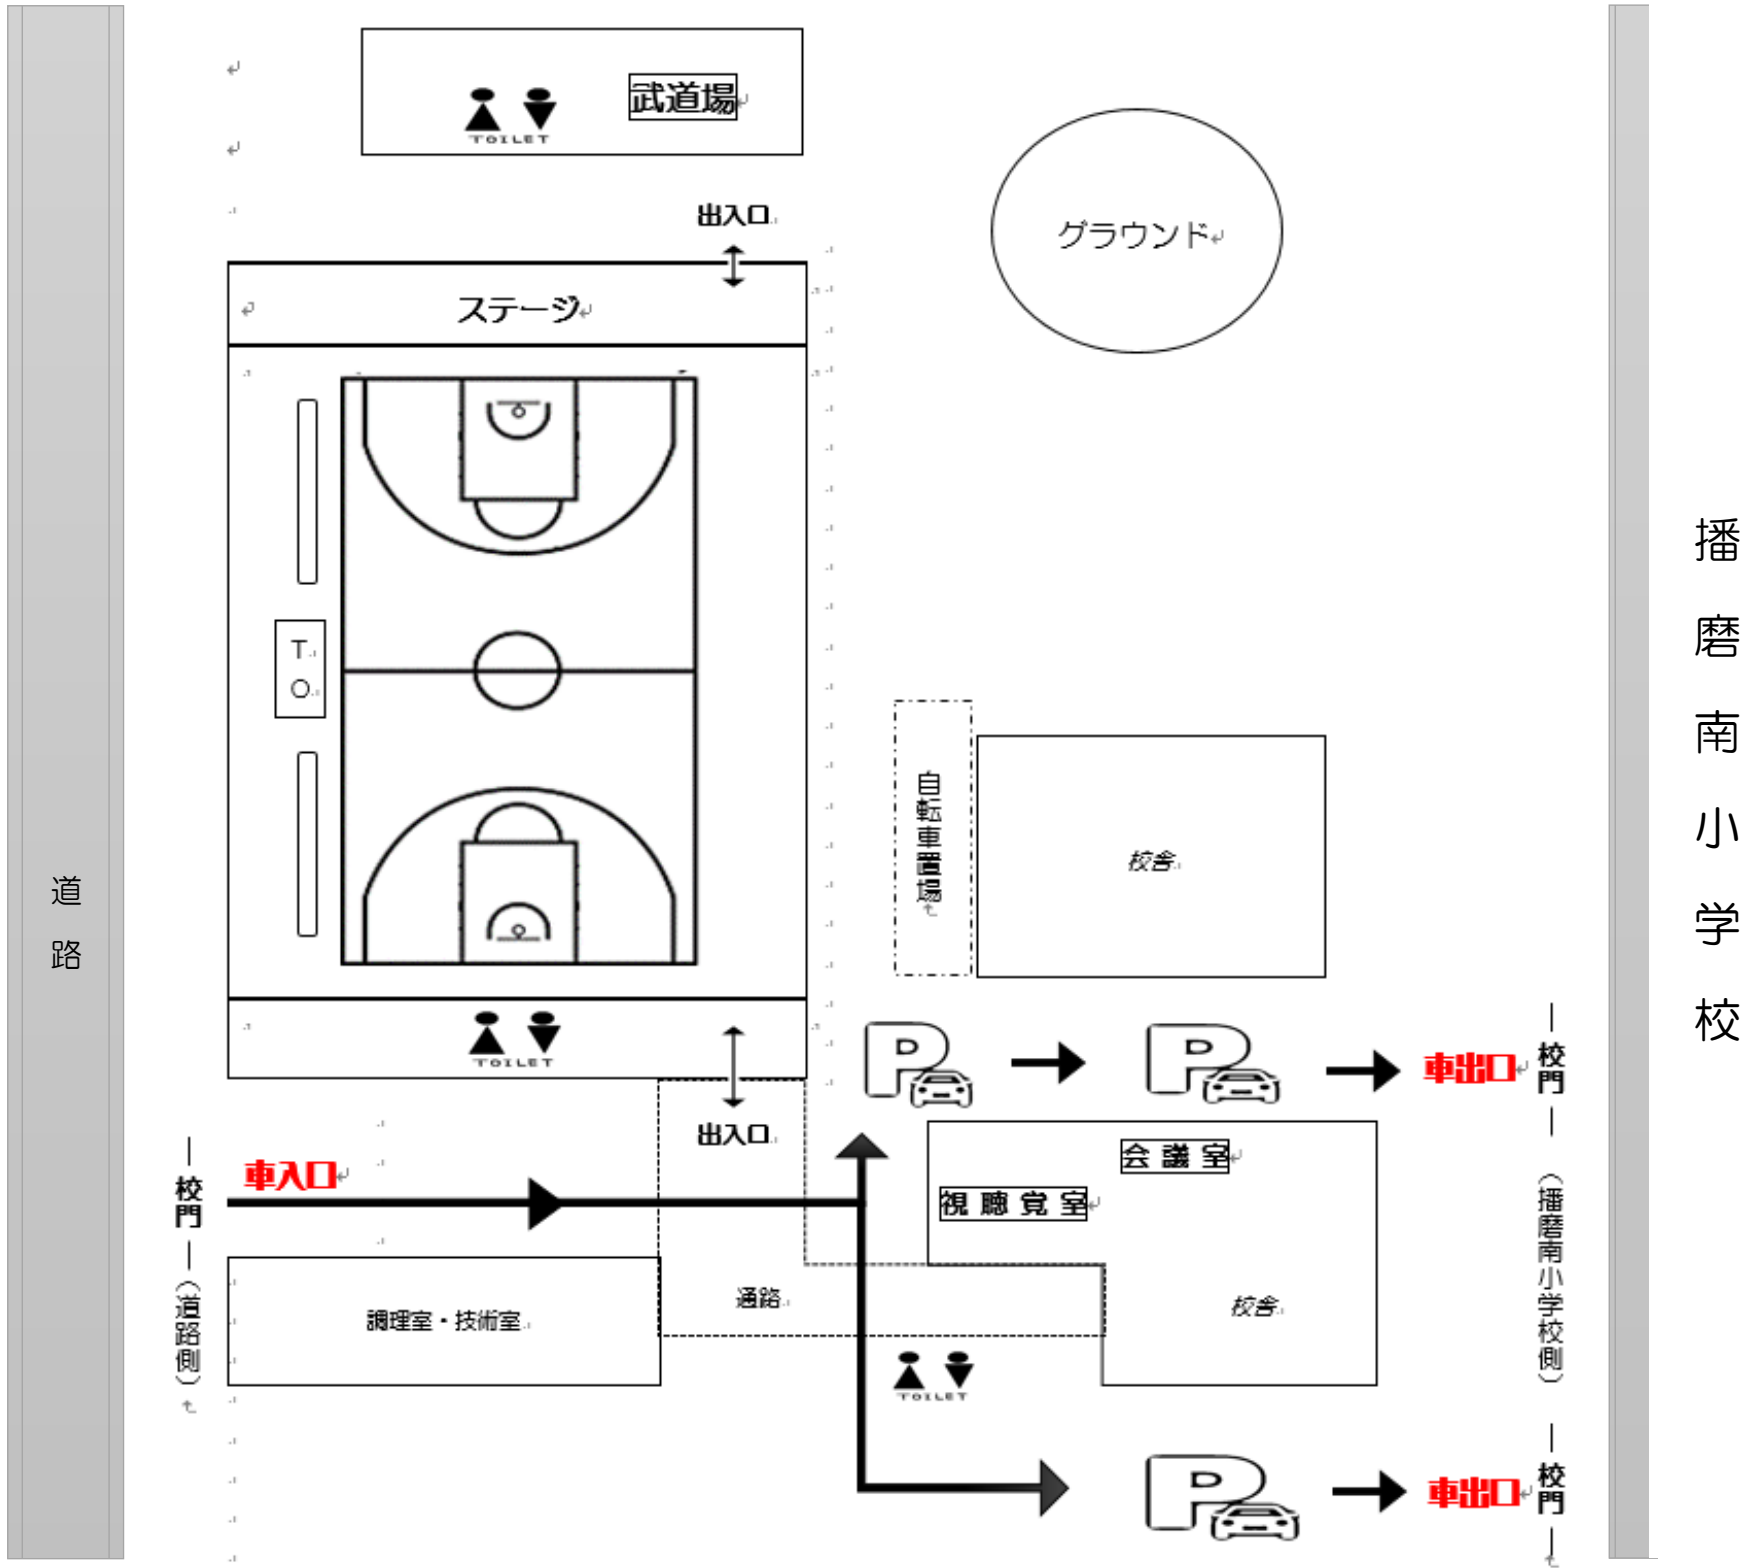 武道場
TOILET
出入口
グラウンド
ステージ
T
O
自転車置場
校舎
道路
播磨南小学校
TOILET
出入口
P
P
車出口
校門
車入口
校門
(道路側)
会議室
視聴覚室
(播磨南小学校側)
通路
調理室・技術室
校舎
TOILET
P
車出口
校門